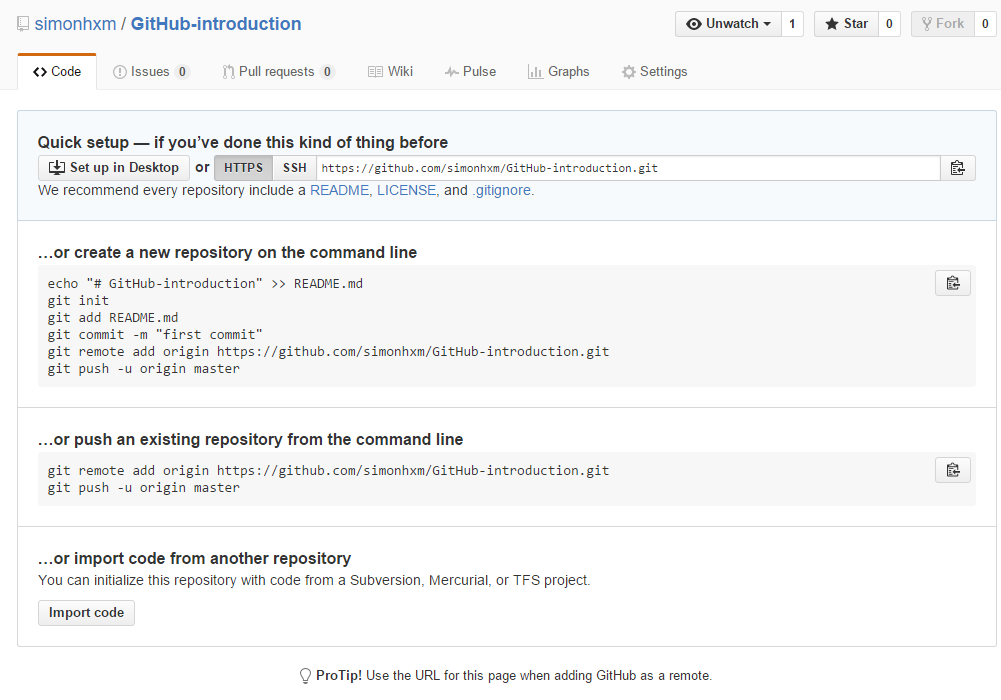 simonhxm / GitHub-introduction
Unwatch 1 Star 0 Fork 0
Code Issues 0 Pull requests 0 Wiki Pulse Graphs Settings
Quick setup — if you’ve done this kind of thing before
Set up in Desktop or HTTPS SSH https://github.com/simonhxm/GitHub-introduction.git
We recommend every repository include a README, LICENSE, and .gitignore.
…or create a new repository on the command line
echo "# GitHub-introduction" >> README.md
git init
git add README.md
git commit -m "first commit"
git remote add origin https://github.com/simonhxm/GitHub-introduction.git
git push -u origin master
…or push an existing repository from the command line
git remote add origin https://github.com/simonhxm/GitHub-introduction.git
git push -u origin master
…or import code from another repository
You can initialize this repository with code from a Subversion, Mercurial, or TFS project.
Import code
ProTip! Use the URL for this page when adding GitHub as a remote.